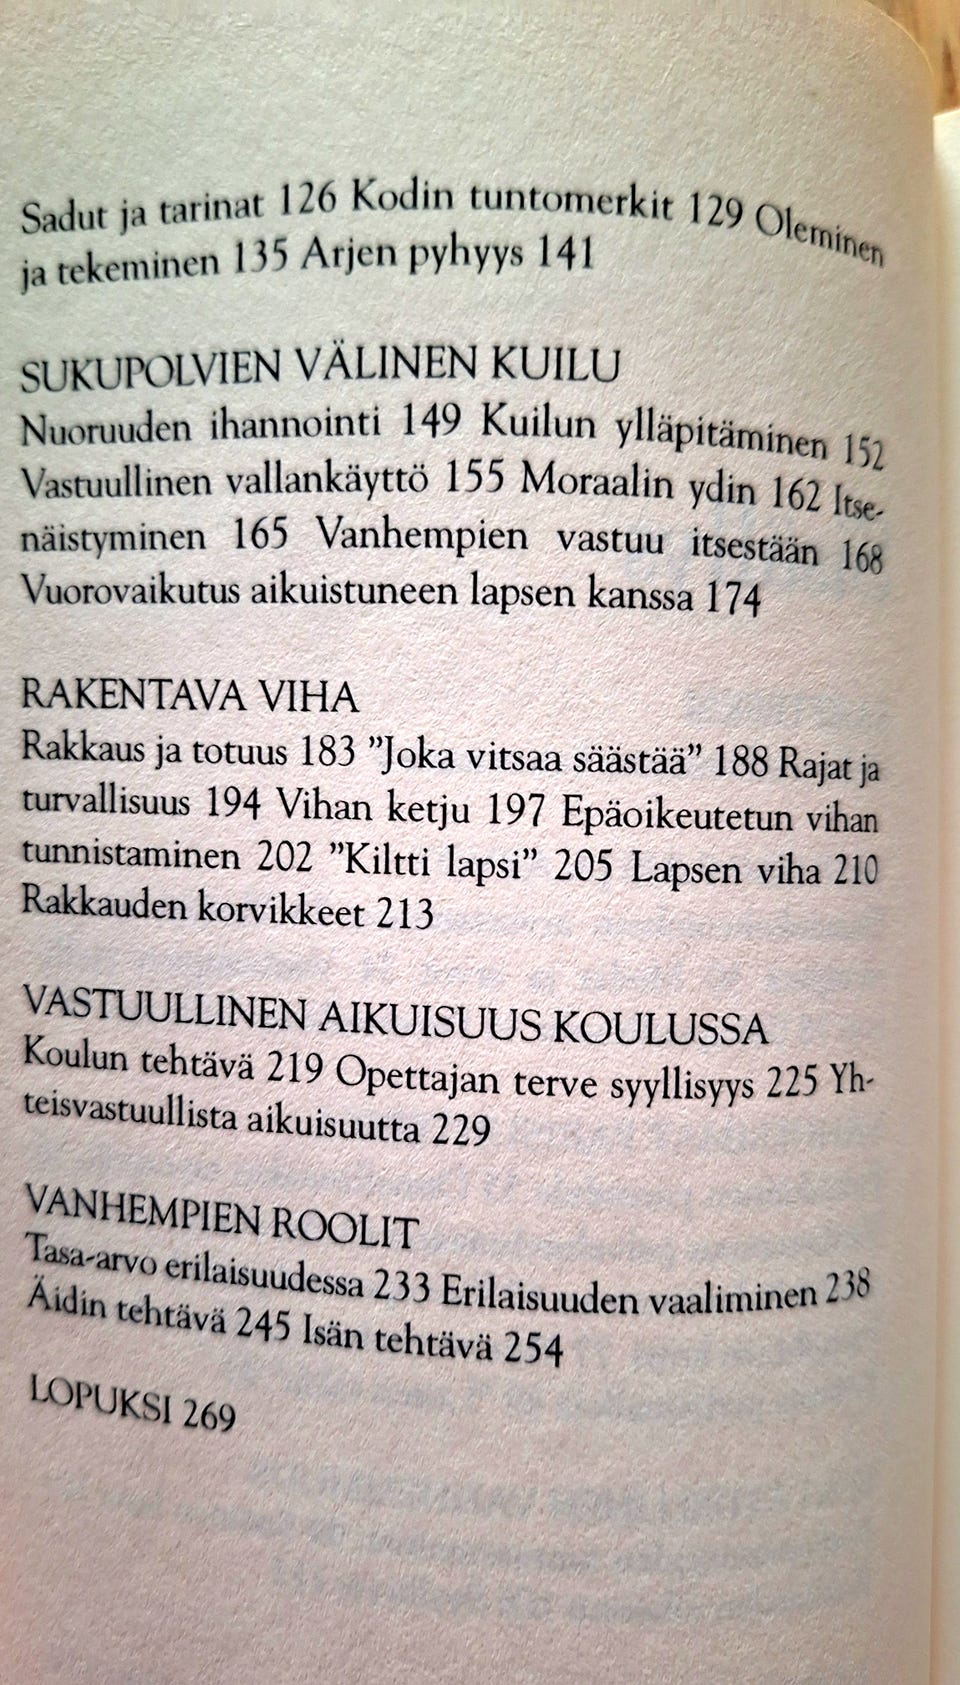 Sadut ja tarinat 126 Kodin tuntomerkit 129 Oleminen
ja tekeminen 135 Arjen pyhyys 141
SUKUPOLVIEN VÄLINEN KUILU
Nuoruuden ihannointi 149 Kuilun ylläpitäminen 152
Vastuullinen vallankäyttö 155 Moraalin ydin 162 Itse-
näistyminen 165 Vanhempien vastuu itsestään 168
Vuorovaikutus aikuistuneen lapsen kanssa 174
RAKENTAVA VIHA
Rakkaus ja totuus 183 ”Joka vitsaa säästää” 188 Rajat ja
turvallisuus 194 Vihan ketju 197 Epäoikeutetun vihan
tunnistaminen 202 ”Kiltti lapsi” 205 Lapsen viha 210
Rakkauden korvikkeet 213
VASTUULLINEN AIKUISUUS KOULUSSA
Koulun tehtävä 219 Opettajan terve syyllisyys 225 Yh-
teisvastuullista aikuisuutta 229
VANHEMPIEN ROOLIT
Tasa-arvo erilaisuudessa 233 Erilaisuuden vaaliminen 238
Äidin tehtävä 245 Isän tehtävä 254
LOPUKSI 269